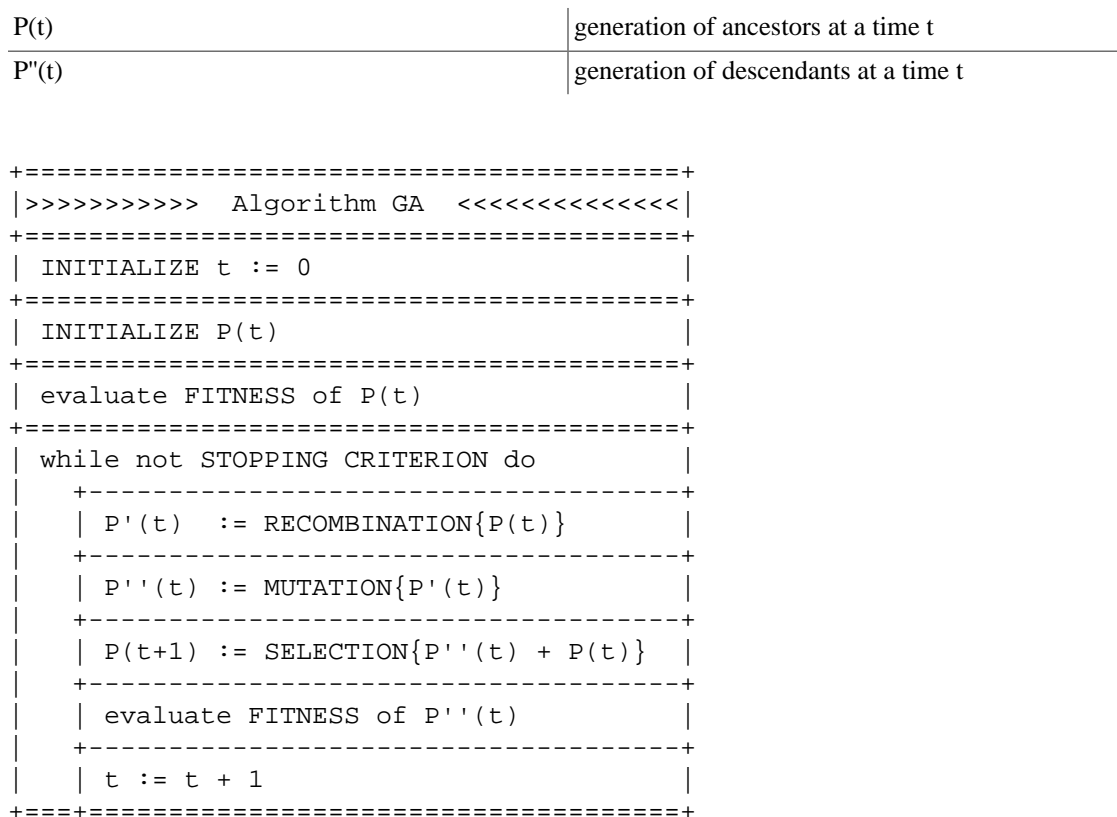 P(t) generation of ancestors at a time t
P"(t) generation of descendants at a time t
+=========================================+
|>>>>>>>>>>>  Algorithm GA  <<<<<<<<<<<<<<|
+=========================================+
| INITIALIZE t := 0                       |
+=========================================+
| INITIALIZE P(t)                         |
+=========================================+
| evaluate FITNESS of P(t)                |
+=========================================+
| while not STOPPING CRITERION do         |
|   +-------------------------------------+
|   | P'(t)  := RECOMBINATION{P(t)}       |
|   +-------------------------------------+
|   | P''(t) := MUTATION{P'(t)}           |
|   +-------------------------------------+
|   | P(t+1) := SELECTION{P''(t) + P(t)}  |
|   +-------------------------------------+
|   | evaluate FITNESS of P''(t)          |
|   +-------------------------------------+
|   | t := t + 1                          |
+===+=====================================+